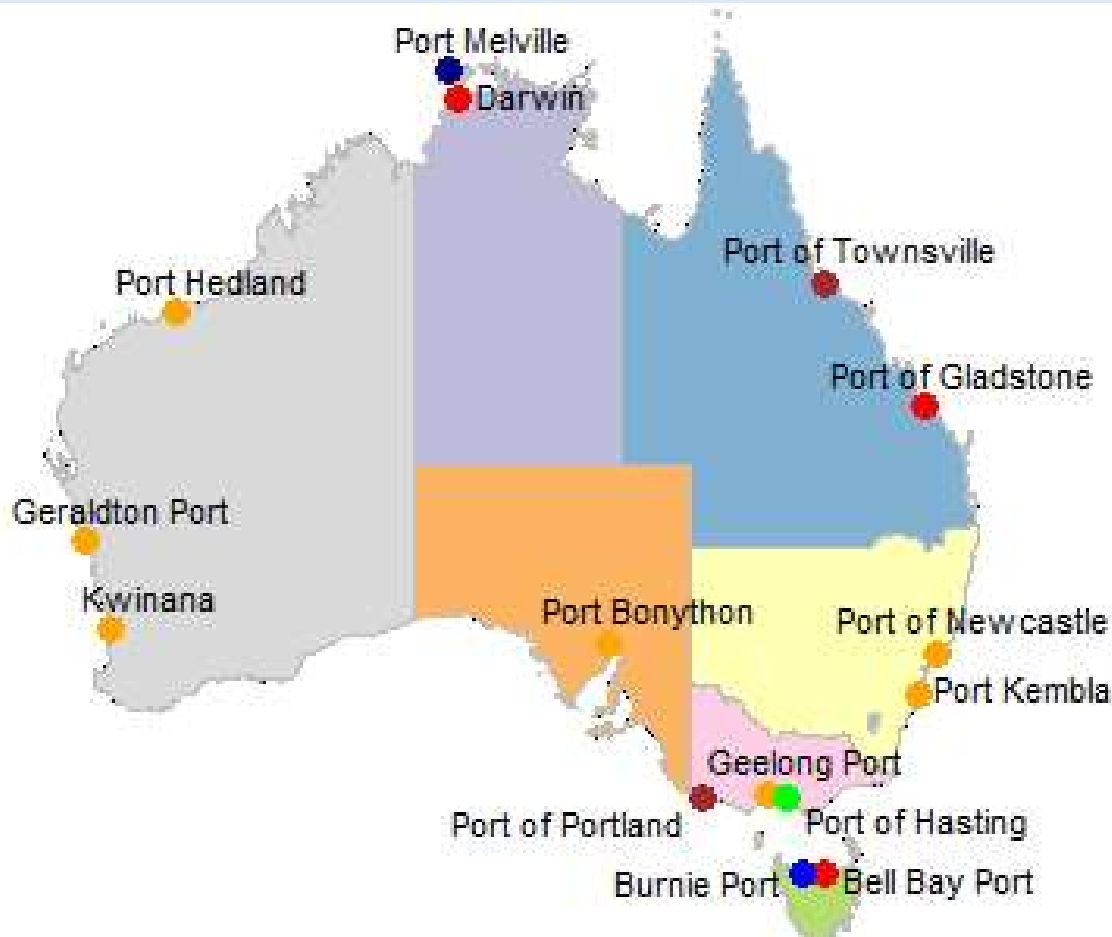 Port Melville
Darwin
Port of Townsville
Port Hedland
Port of Gladstone
Geraldton Port
Kwinana
Port Bonython
Port of Newcastle
Port Kembla
Geelong Port
Port of Portland
Port of Hasting
Burnie Port
Bell Bay Port